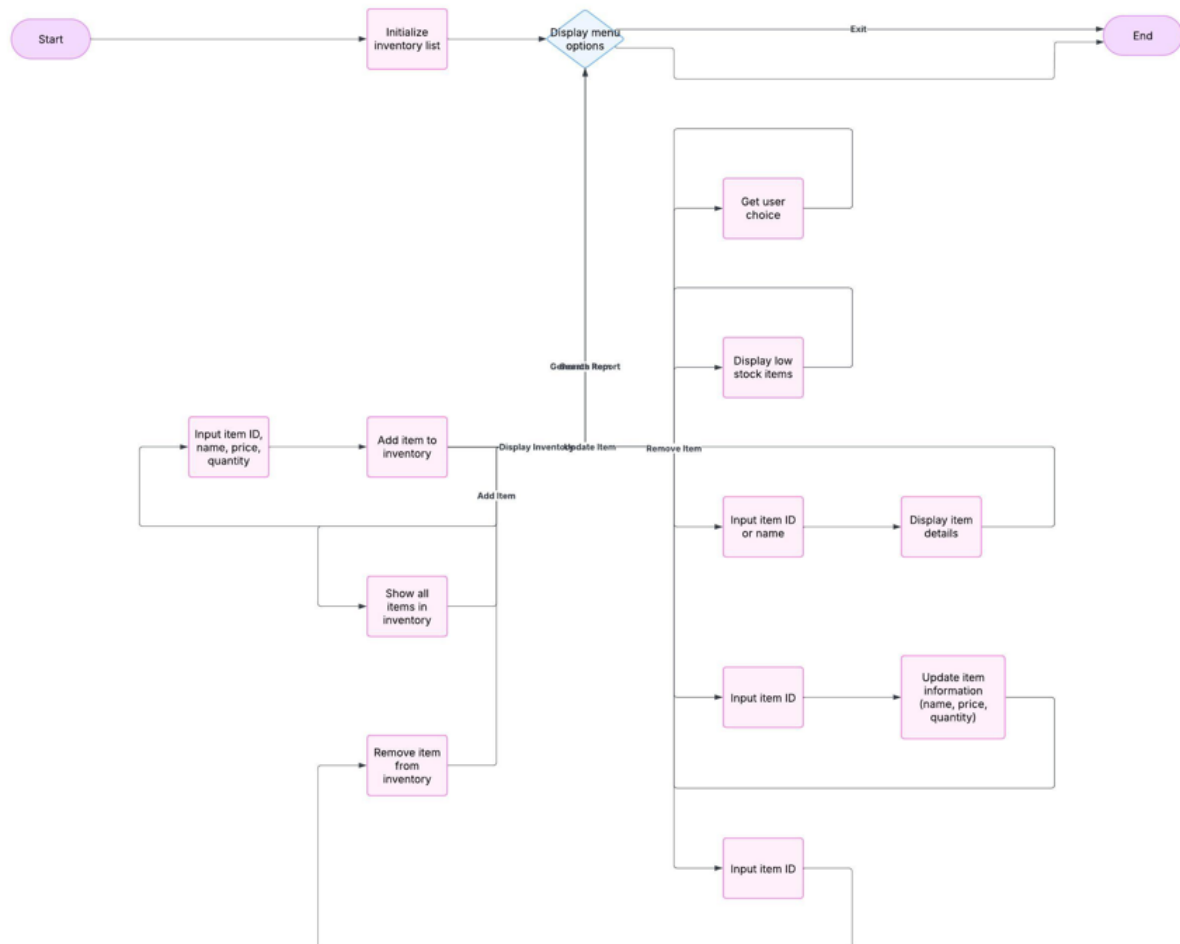 Start
Initialize
inventory list
Display menu
options
Exit
End
Get user
choice
Display low
stock items
Report
Input item ID,
name, price,
quantity
Add item to
inventory
Display Inventory
Update Item
Remove Item
Add Item
Input item ID
or name
Display item
details
Show all
items in
inventory
Input item ID
Update item
information
(name, price,
quantity)
Remove item
from
inventory
Input item ID